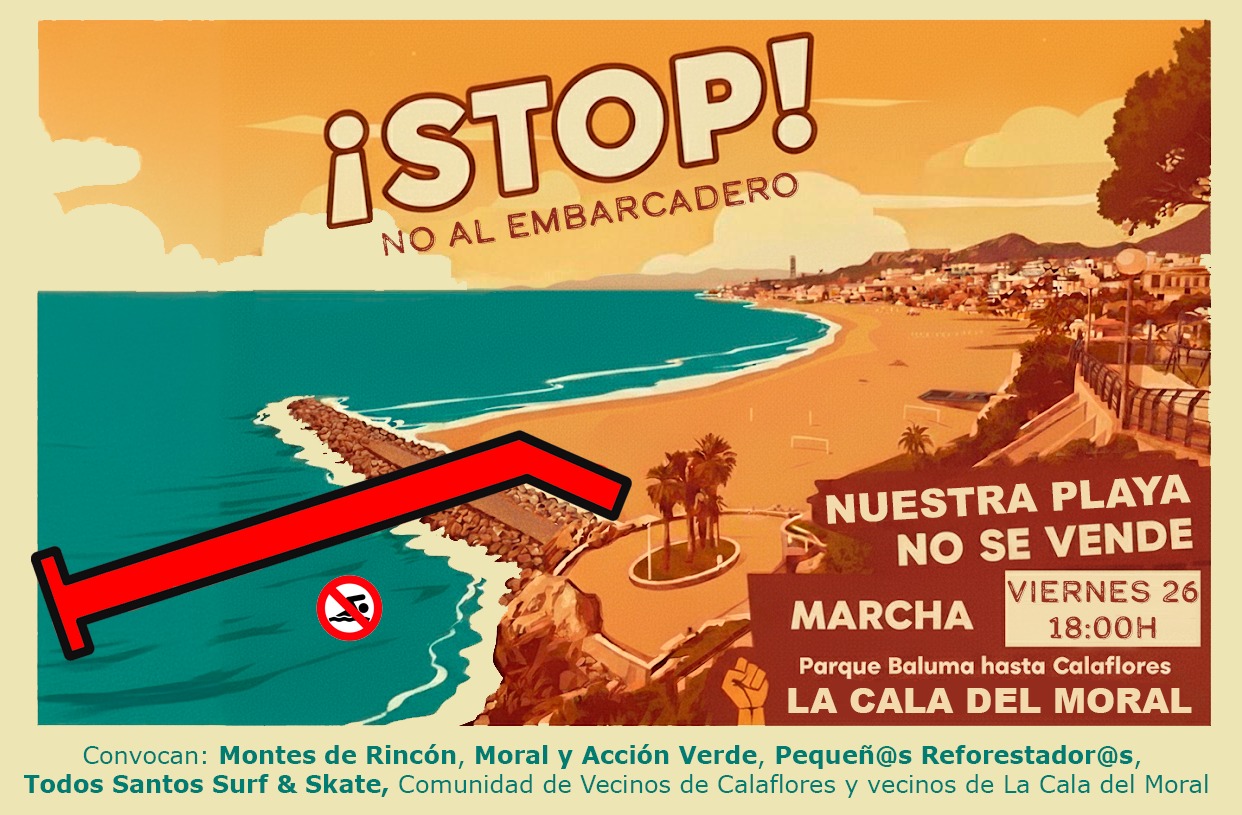 ¡STOP!
NO AL EMBARCADERO
NUESTRA PLAYA
NO SE VENDE
MARCHA
VIERNES 26
18:00H
Parque Baluma hasta Calaflores
LA CALA DEL MORAL
Convocan: Montes de Rincón, Moral y Acción Verde, Pequeñ@s Reforestador@s,
Todos Santos Surf & Skate, Comunidad de Vecinos de Calaflores y vecinos de La Cala del Moral